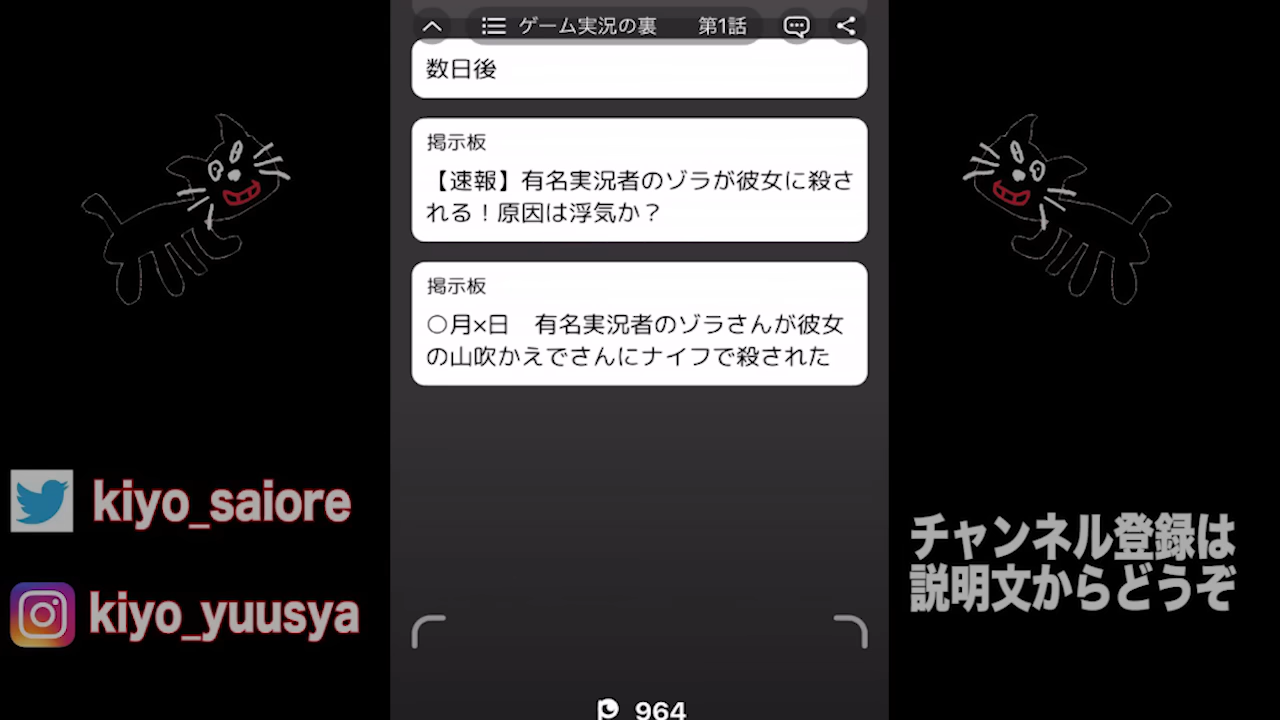 ゲーム実況の裏 第1話
数日後
掲示板
【速報】有名実況者のゾラが彼女に殺さ
れる！原因は浮気か？
掲示板
○月×日　有名実況者のゾラさんが彼女
の山吹かえでさんにナイフで殺された
kiyo_saiore
kiyo_yuusya
チャンネル登録は
説明文からどうぞ
964